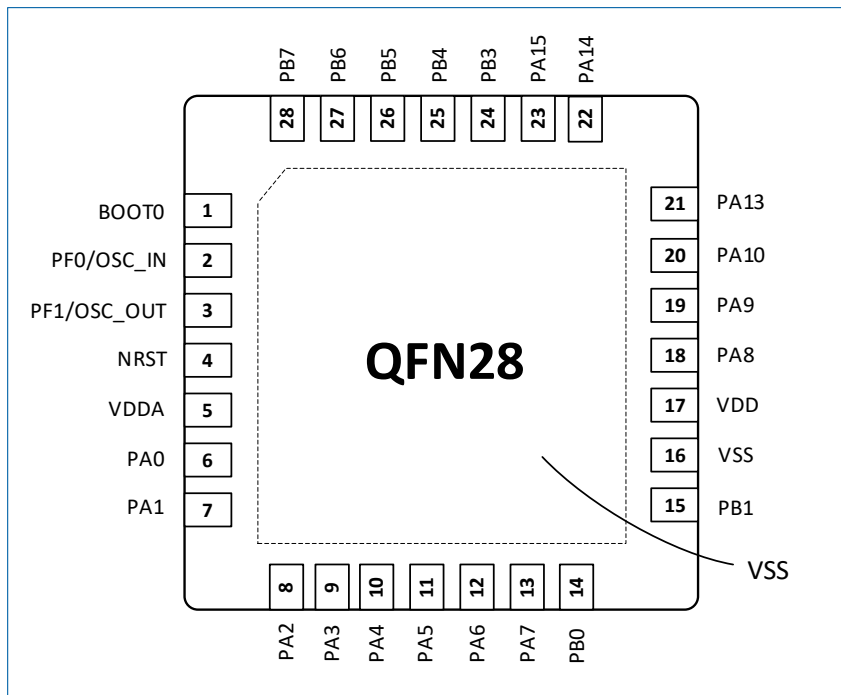 PB7 PB6 PB5 PB4 PB3 PA15 PA14
28 27 26 25 24 23 22
BOOT0 1
PF0/OSC_IN 2
PF1/OSC_OUT 3
NRST 4
VDDA 5
PA0 6
PA1 7
QFN28
21 PA13
20 PA10
19 PA9
18 PA8
17 VDD
16 VSS
15 PB1
VSS
8 9 10 11 12 13 14
PA2 PA3 PA4 PA5 PA6 PA7 PB0